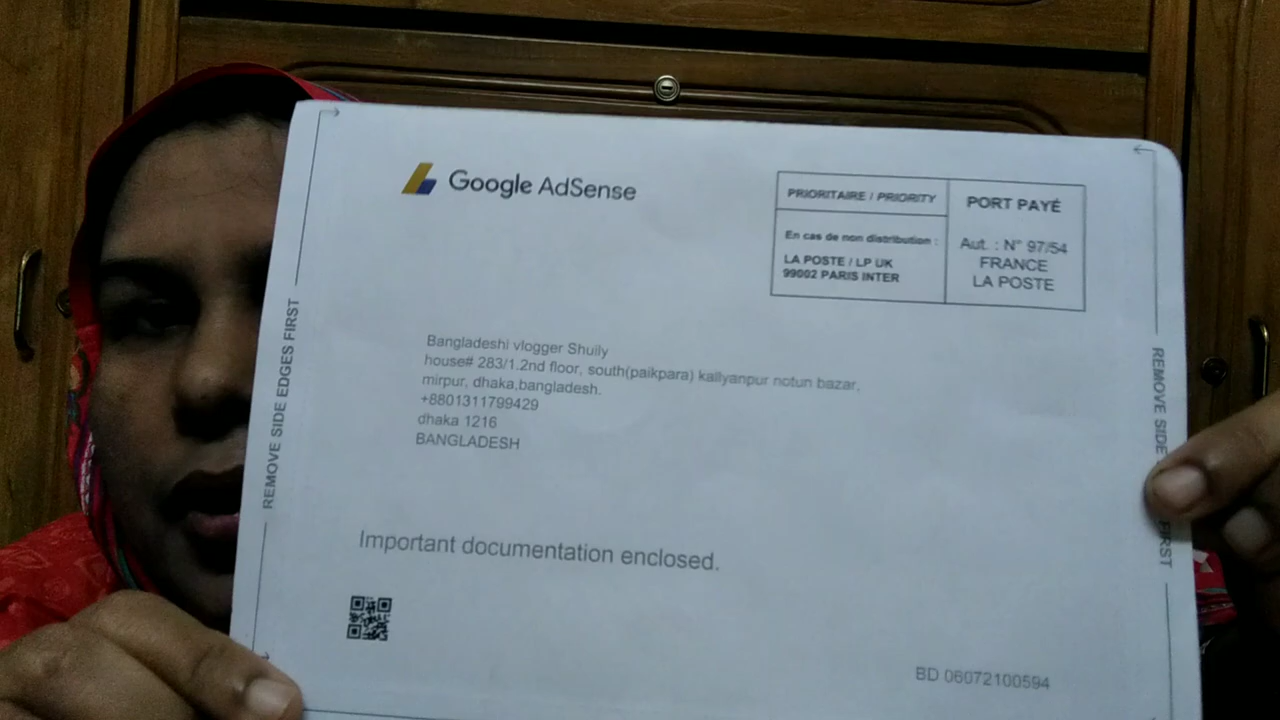 Google AdSense
PRIORITAIRE / PRIORITY
En cas de non distribution :
LA POSTE / LP UK
99002 PARIS INTER
PORT PAYÉ
Aut. : N° 97/54
FRANCE
LA POSTE
REMOVE SIDE EDGES FIRST
Bangladeshi vlogger Shuily
house# 283/1.2nd floor, south(paikpara) kallyanpur notun bazar,
mirpur, dhaka,bangladesh.
+8801311799429
dhaka 1216
BANGLADESH
REMOVE SIDE FIRST
Important documentation enclosed.
BD 06072100594